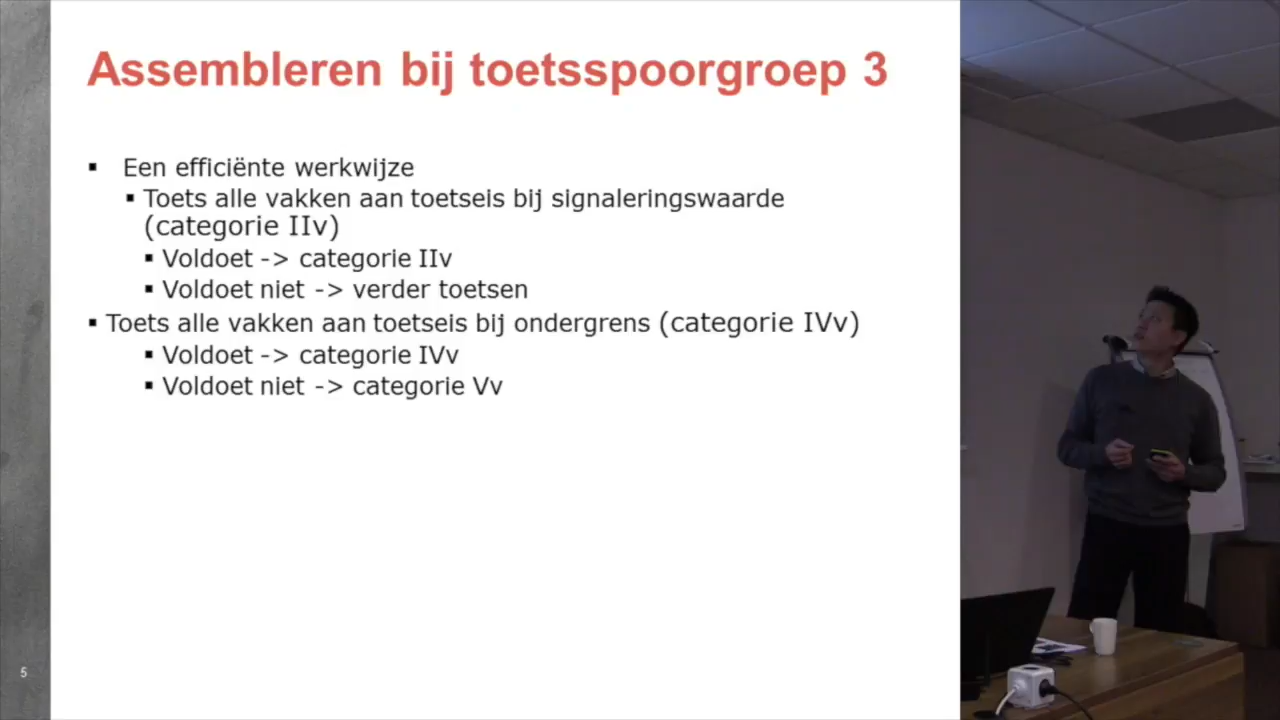 Assembleren bij toetsspoorgroep 3
▪ Een efficiënte werkwijze
▪ Toets alle vakken aan toetseis bij signaleringswaarde
(categorie IIv)
▪ Voldoet -> categorie IIv
▪ Voldoet niet -> verder toetsen
▪ Toets alle vakken aan toetseis bij ondergrens (categorie IVv)
▪ Voldoet -> categorie IVv
▪ Voldoet niet -> categorie Vv
5